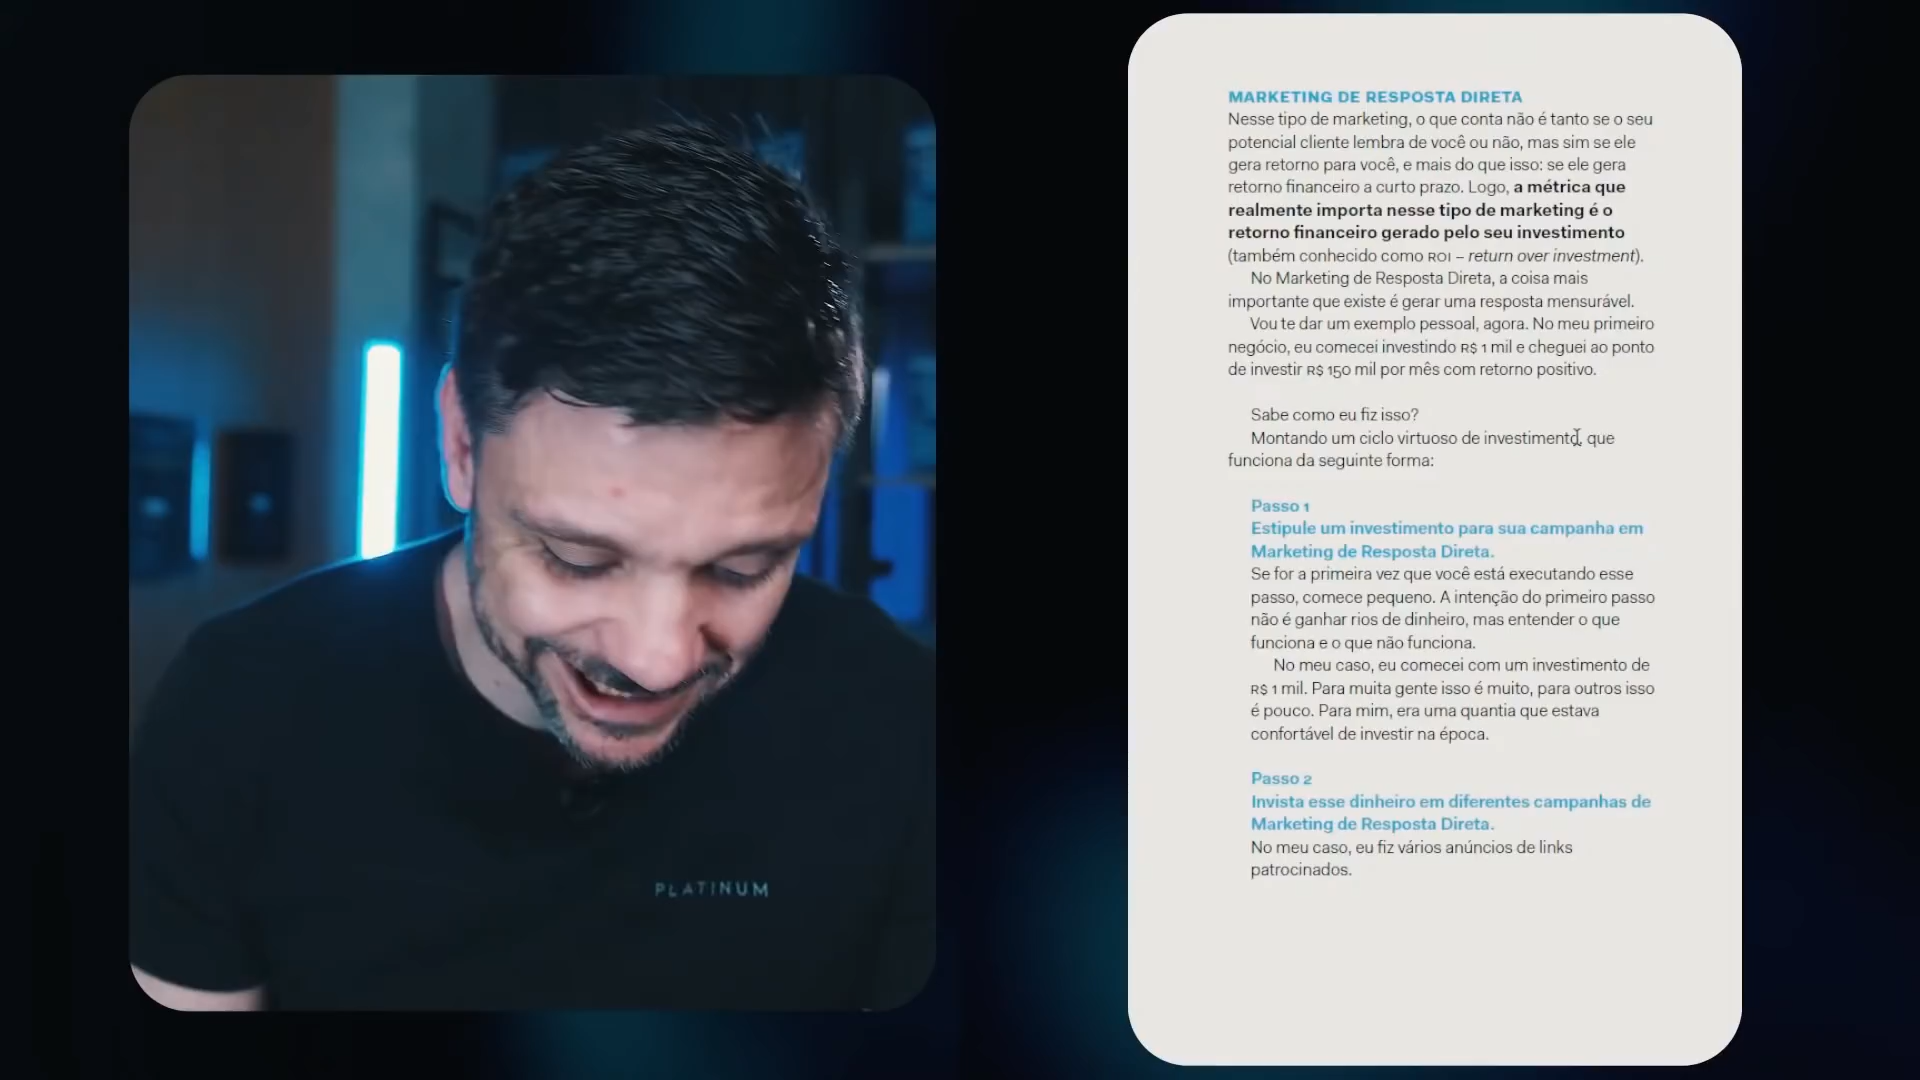 PLATINUM
MARKETING DE RESPOSTA DIRETA
Nesse tipo de marketing, o que conta não é tanto se o seu
potencial cliente lembra de você ou não, mas sim se ele
gera retorno para você, e mais do que isso: se ele gera
retorno financeiro a curto prazo. Logo, a métrica que
realmente importa nesse tipo de marketing é o
retorno financeiro gerado pelo seu investimento
(também conhecido como ROI – return over investment).
No Marketing de Resposta Direta, a coisa mais
importante que existe é gerar uma resposta mensurável.
Vou te dar um exemplo pessoal, agora. No meu primeiro
negócio, eu comecei investindo R$ 1 mil e cheguei ao ponto
de investir R$ 150 mil por mês com retorno positivo.
Sabe como eu fiz isso?
Montando um ciclo virtuoso de investimento, que
funciona da seguinte forma:
Passo 1
Estipule um investimento para sua campanha em
Marketing de Resposta Direta.
Se for a primeira vez que você está executando esse
passo, comece pequeno. A intenção do primeiro passo
não é ganhar rios de dinheiro, mas entender o que
funciona e o que não funciona.
No meu caso, eu comecei com um investimento de
R$ 1 mil. Para muita gente isso é muito, para outros isso
é pouco. Para mim, era uma quantia que estava
confortável de investir na época.
Passo 2
Invista esse dinheiro em diferentes campanhas de
Marketing de Resposta Direta.
No meu caso, eu fiz vários anúncios de links
patrocinados.